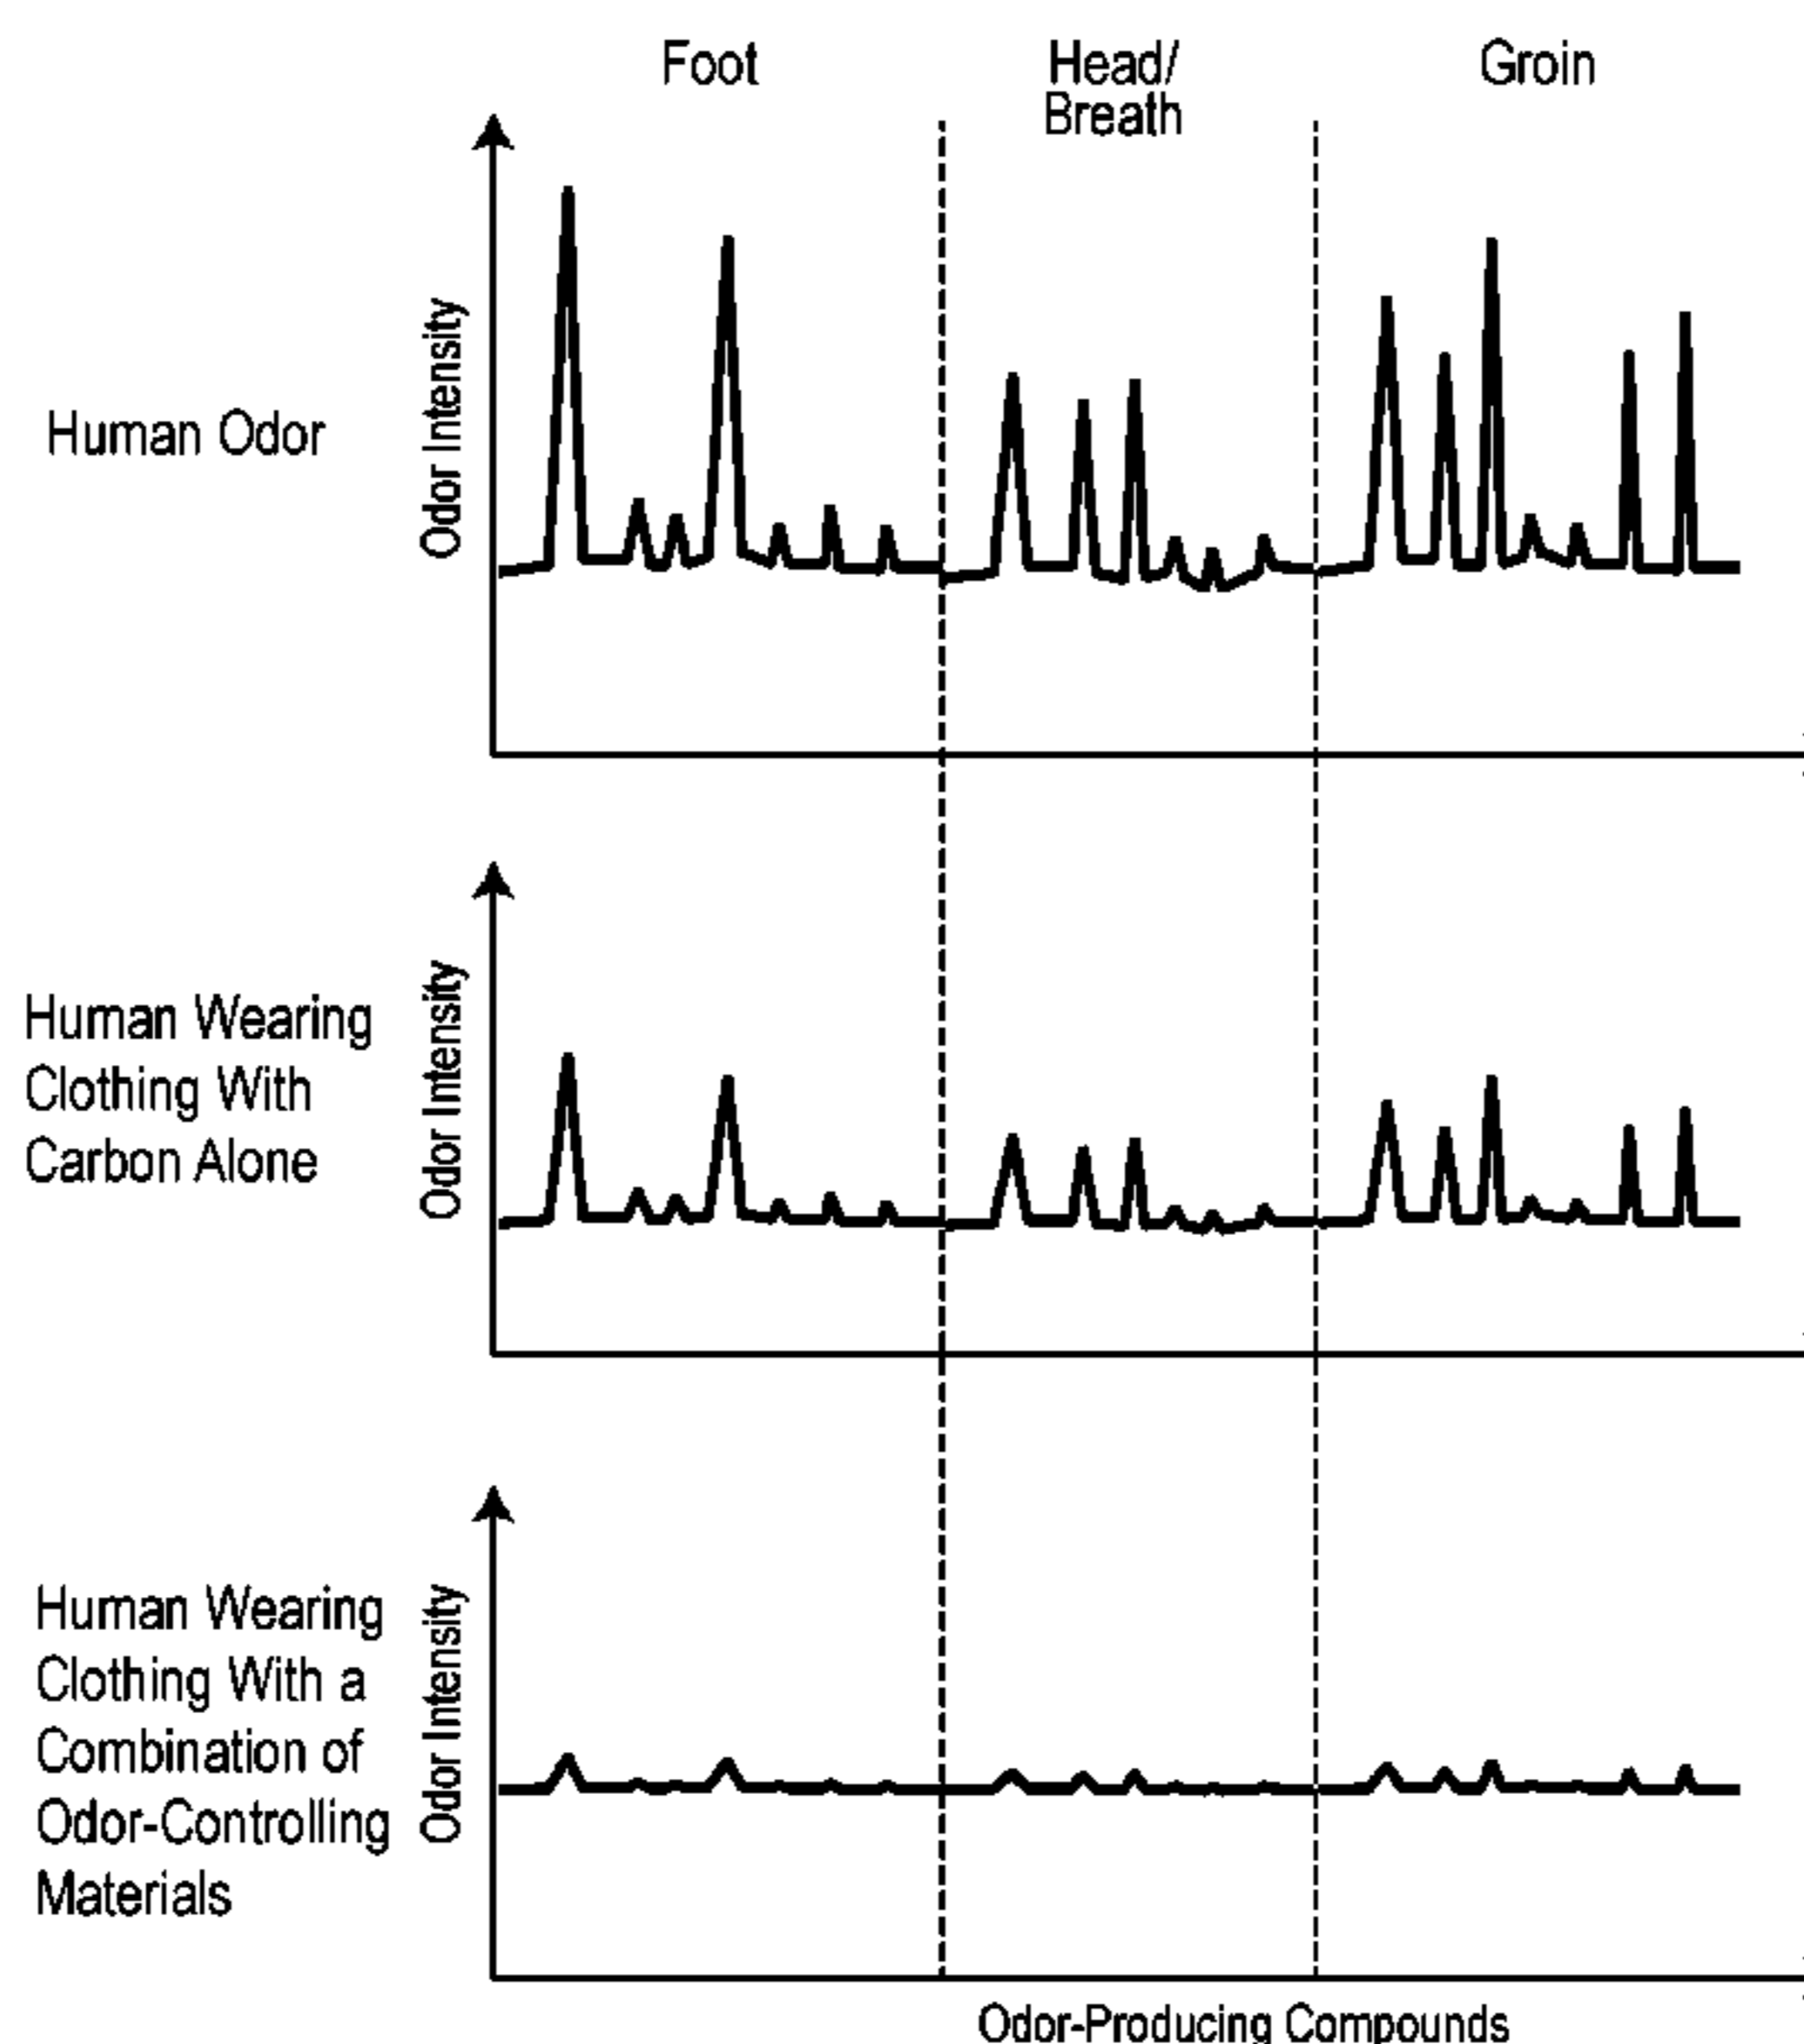 Foot
Head/
Breath
Groin
Human Odor
Odor Intensity
Human Wearing
Clothing With
Carbon Alone
Odor Intensity
Human Wearing
Clothing With a
Combination of
Odor-Controlling
Materials
Odor Intensity
Odor-Producing Compounds